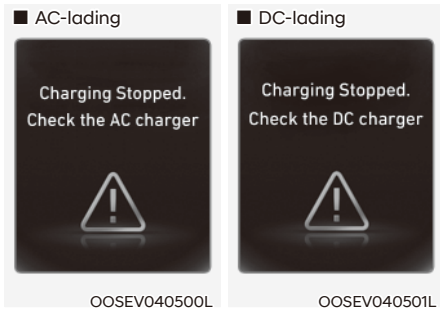 ■ AC-lading
Charging Stopped.
Check the AC charger
OOSEV040500L
■ DC-lading
Charging Stopped.
Check the DC charger
OOSEV040501L